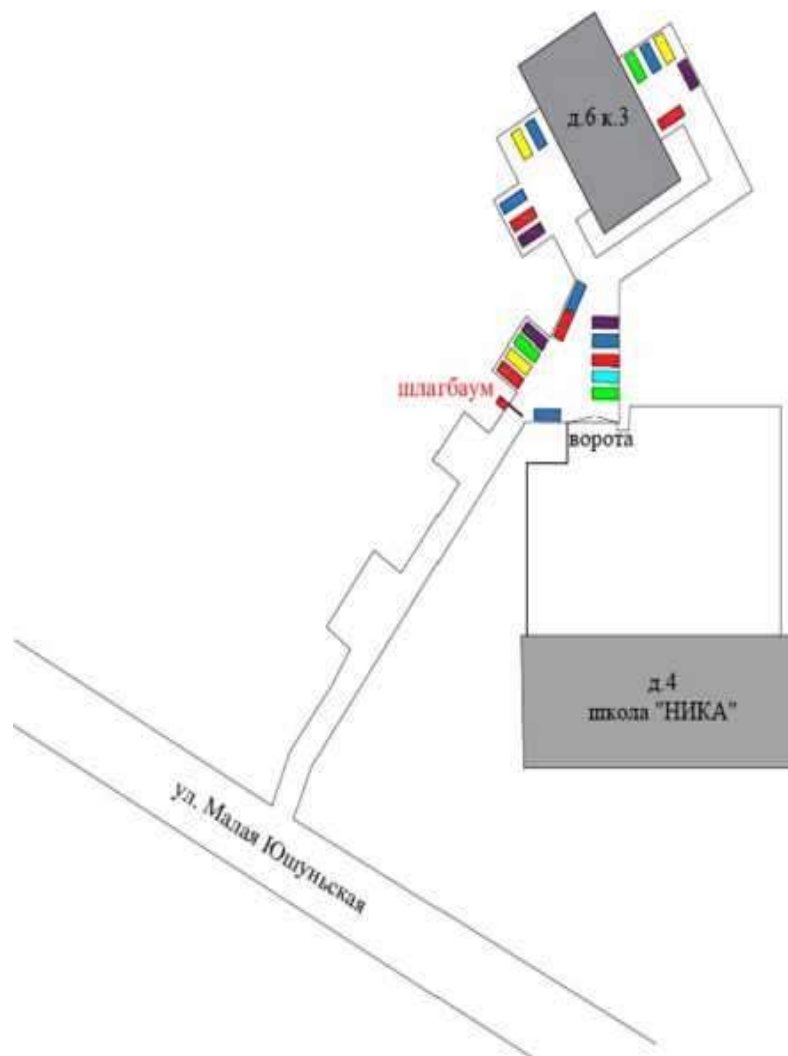 д.6 к.3
шлагбаум
ворота
д.4
школа "НИКА"
ул. Малая Юшуньская